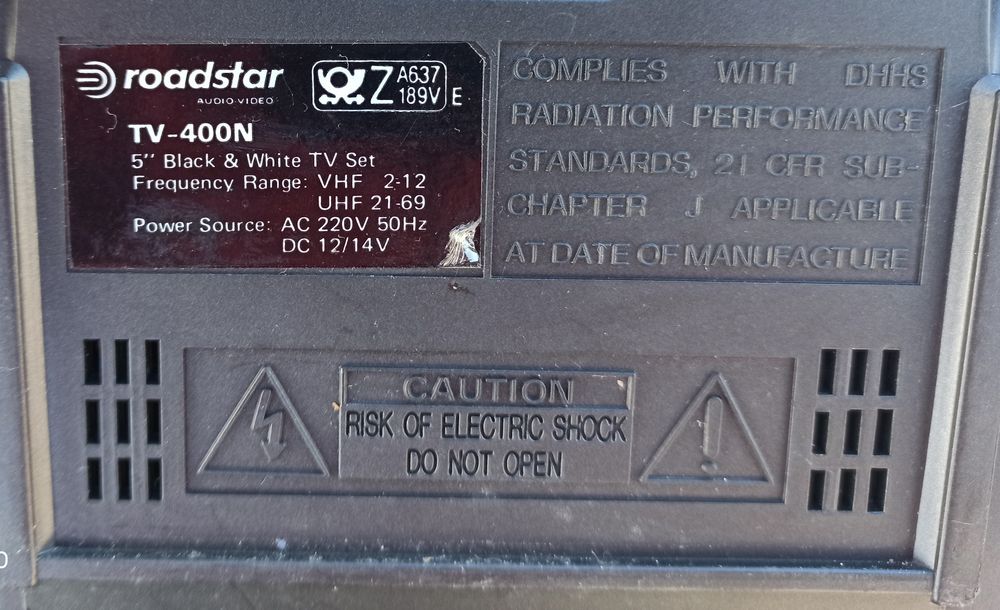 roadstar
AUDIO·VIDEO
Z A637
189V E
TV-400N
5'' Black & White TV Set
Frequency Range: VHF 2-12
UHF 21-69
Power Source: AC 220V 50Hz
DC 12/14V
COMPLIES WITH DHHS
RADIATION PERFORMANCE
STANDARDS, 21 CFR SUB-
CHAPTER J APPLICABLE
AT DATE OF MANUFACTURE
CAUTION
RISK OF ELECTRIC SHOCK
DO NOT OPEN